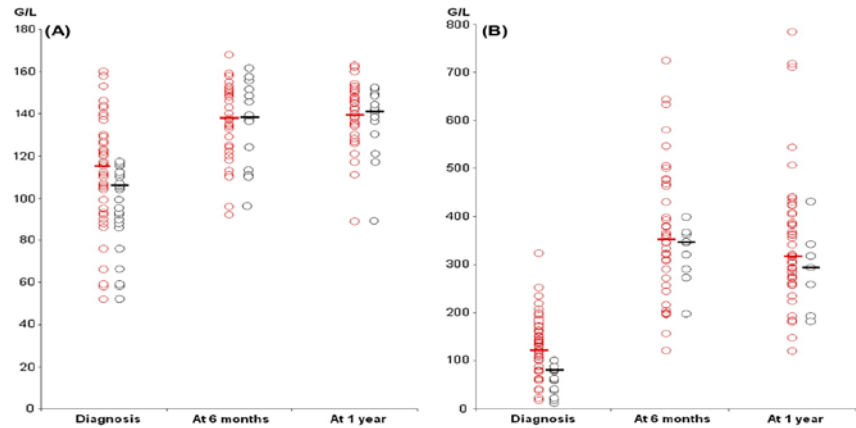 G/L
(A)
180
160
140
120
100
80
60
40
20
0
Diagnosis
At 6 months
At 1 year
G/L
(B)
800
700
600
500
400
300
200
100
0
Diagnosis
At 6 months
At 1 year